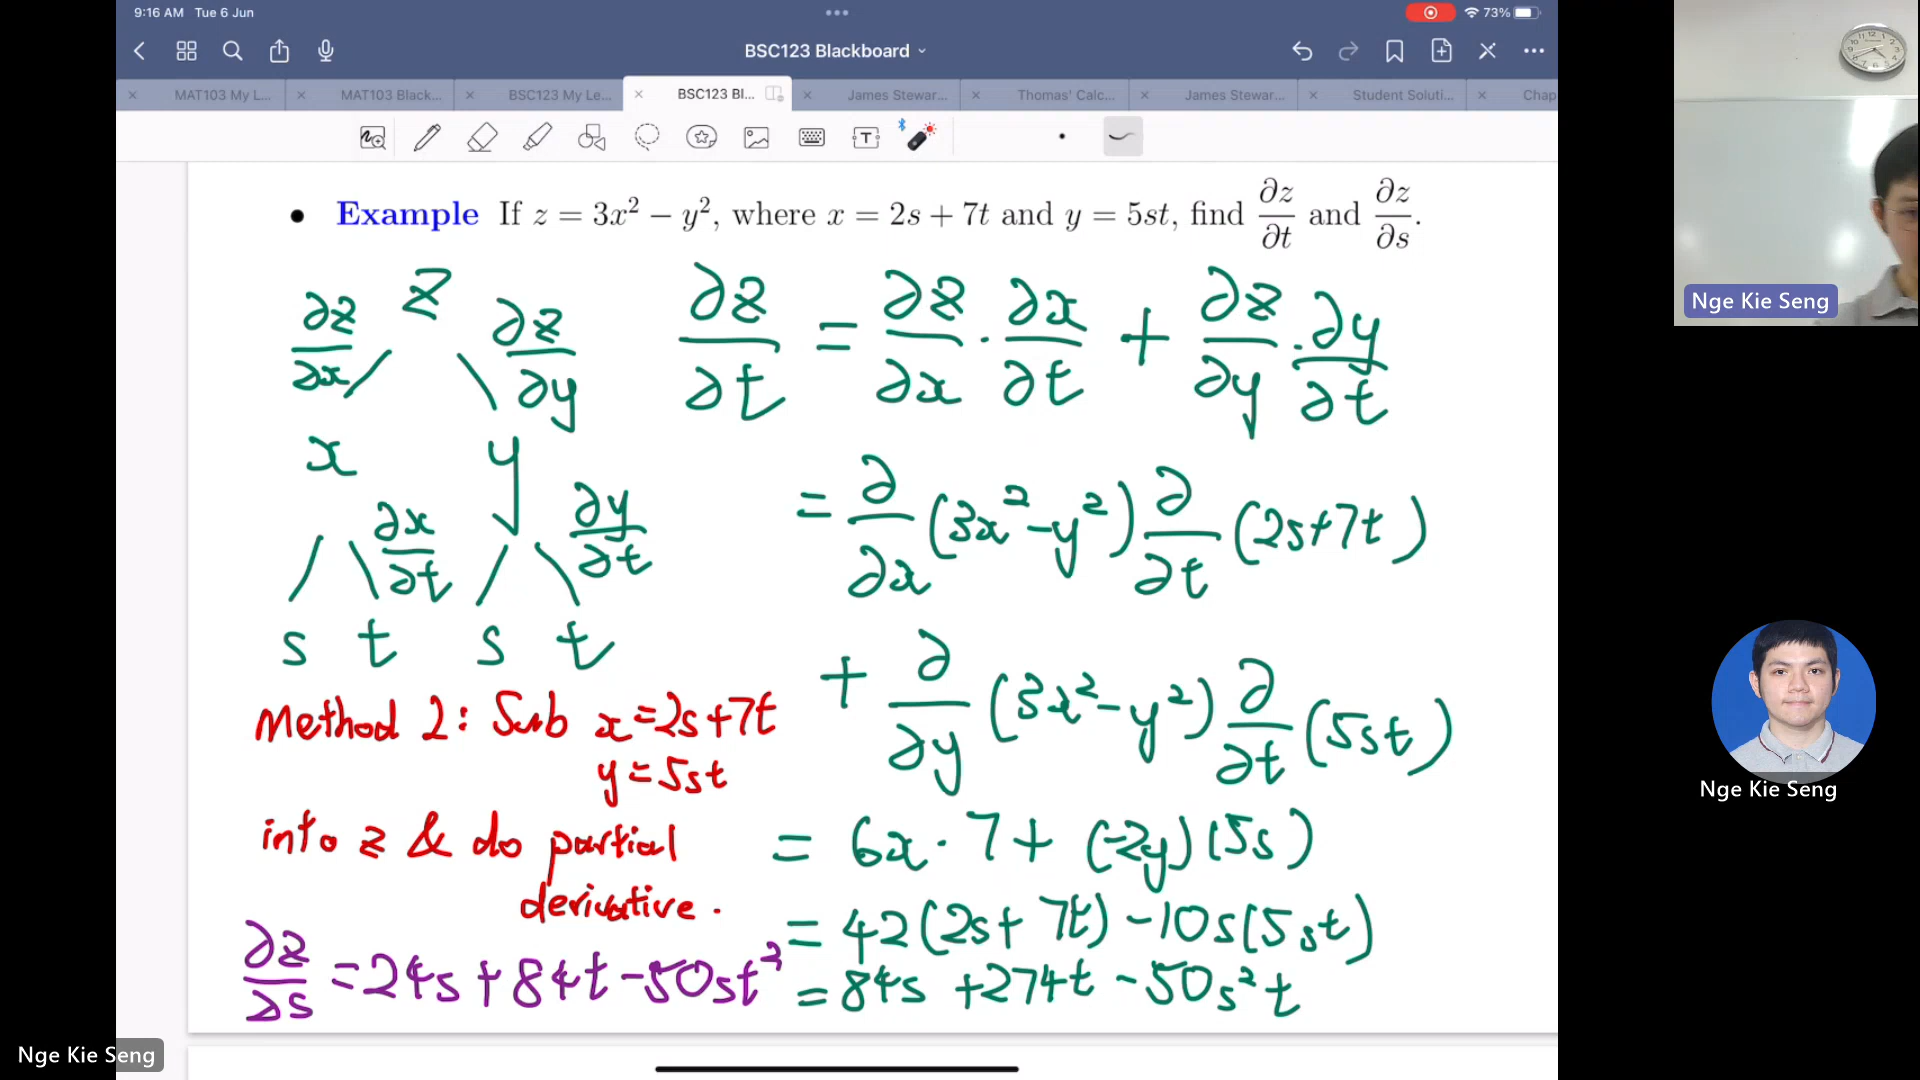 9:16 AM Tue 6 Jun
73%
BSC123 Blackboard
MAT103 My L...
MAT103 Black...
BSC123 My Le...
BSC123 Bl...
James Stewar...
Thomas' Calc...
James Stewar...
Student Soluti...
Chap
• Example If z = 3x² − y², where x = 2s + 7t and y = 5st, find ∂z/∂t and ∂z/∂s.
z
∂z/∂x ∂z/∂y
x y
∂x/∂t ∂y/∂t
s t s t
∂z/∂t = ∂z/∂x · ∂x/∂t + ∂z/∂y · ∂y/∂t
= ∂/∂x (3x²−y²) ∂/∂t (2s+7t)
+ ∂/∂y (3x²−y²) ∂/∂t (5st)
= 6x · 7 + (−2y)(5s)
= 42(2s + 7t) −10s(5st)
= 84s + 274t − 50s²t
Method 2: Sub x=2s+7t
y=5st
into z & do partial
derivative.
∂z/∂s = 24s + 84t − 50st²
Nge Kie Seng
Nge Kie Seng
Nge Kie Seng